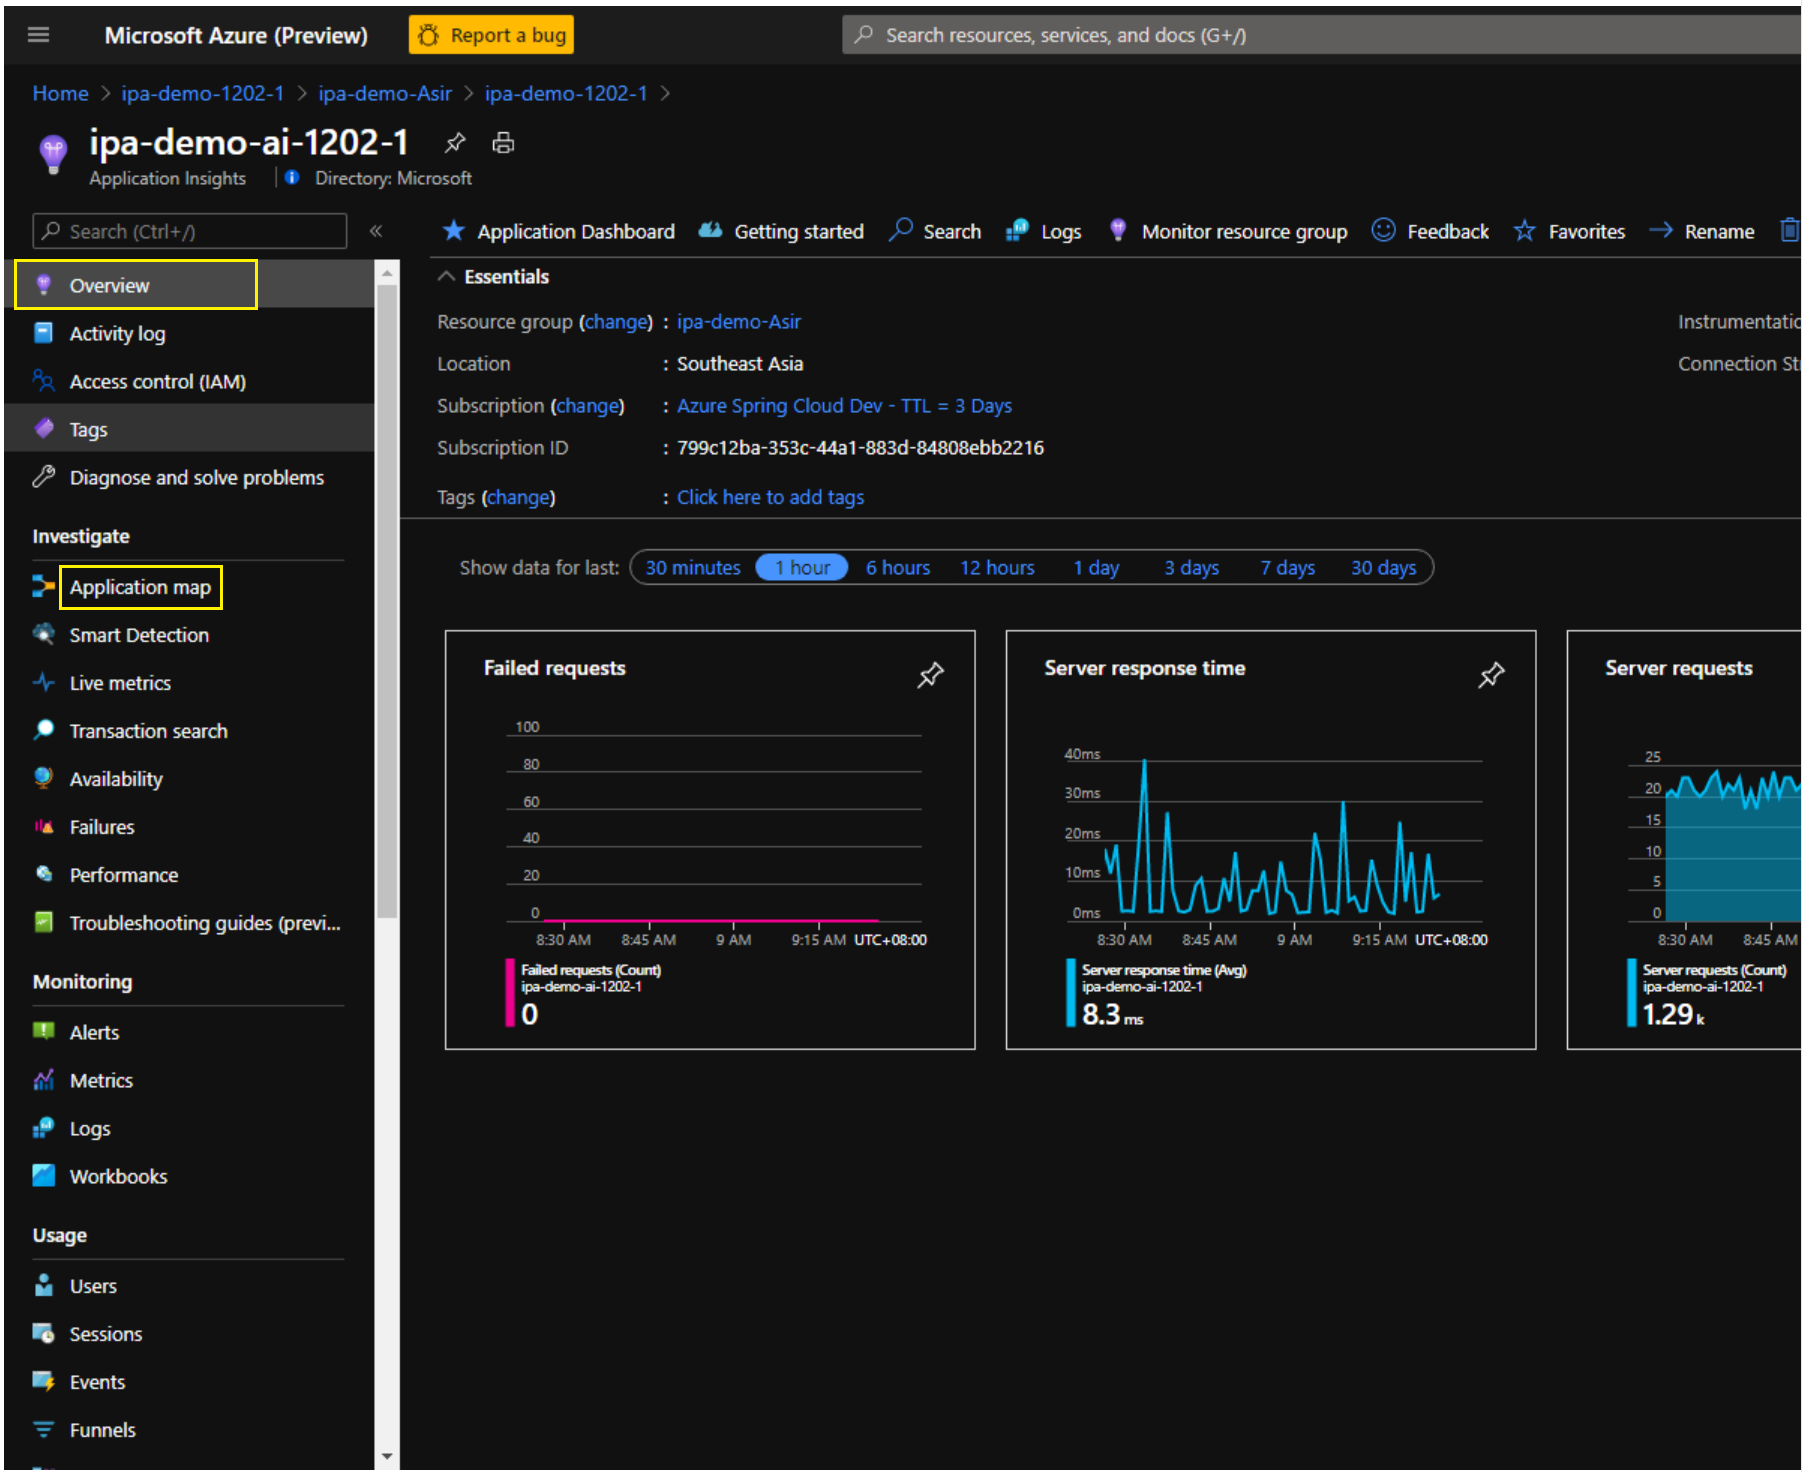 Microsoft Azure (Preview)
Report a bug
Search resources, services, and docs (G+/)
Home > ipa-demo-1202-1 > ipa-demo-Asir > ipa-demo-1202-1 >
ipa-demo-ai-1202-1
Application Insights
Directory: Microsoft
Search (Ctrl+/)
«
Overview
Activity log
Access control (IAM)
Tags
Diagnose and solve problems
Investigate
Application map
Smart Detection
Live metrics
Transaction search
Availability
Failures
Performance
Troubleshooting guides (previ...
Monitoring
Alerts
Metrics
Logs
Workbooks
Usage
Users
Sessions
Events
Funnels
Application Dashboard
Getting started
Search
Logs
Monitor resource group
Feedback
Favorites
Rename
Essentials
Resource group (change) : ipa-demo-Asir
Location : Southeast Asia
Subscription (change) : Azure Spring Cloud Dev - TTL = 3 Days
Subscription ID : 799c12ba-353c-44a1-883d-84808ebb2216
Tags (change) : Click here to add tags
Instrumentatic
Connection St
Show data for last: 30 minutes 1 hour 6 hours 12 hours 1 day 3 days 7 days 30 days
Failed requests
100
80
60
40
20
0
8:30 AM 8:45 AM 9 AM 9:15 AM UTC+08:00
Failed requests (Count)
ipa-demo-ai-1202-1
0
Server response time
40ms
30ms
20ms
10ms
0ms
8:30 AM 8:45 AM 9 AM 9:15 AM UTC+08:00
Server response time (Avg)
ipa-demo-ai-1202-1
8.3 ms
Server requests
25
20
15
10
5
0
8:30 AM 8:45 AM
Server requests (Count)
ipa-demo-ai-1202-1
1.29 k